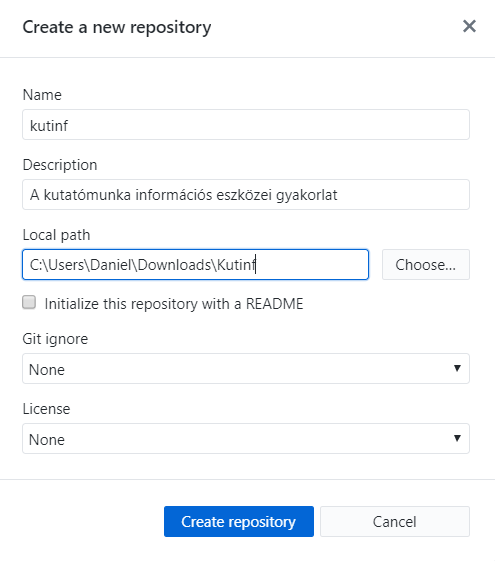 Create a new repository
Name
kutinf
Description
A kutatómunka információs eszközei gyakorlat
Local path
C:\Users\Daniel\Downloads\Kutinf
Choose...
Initialize this repository with a README
Git ignore
None
License
None
Create repository
Cancel